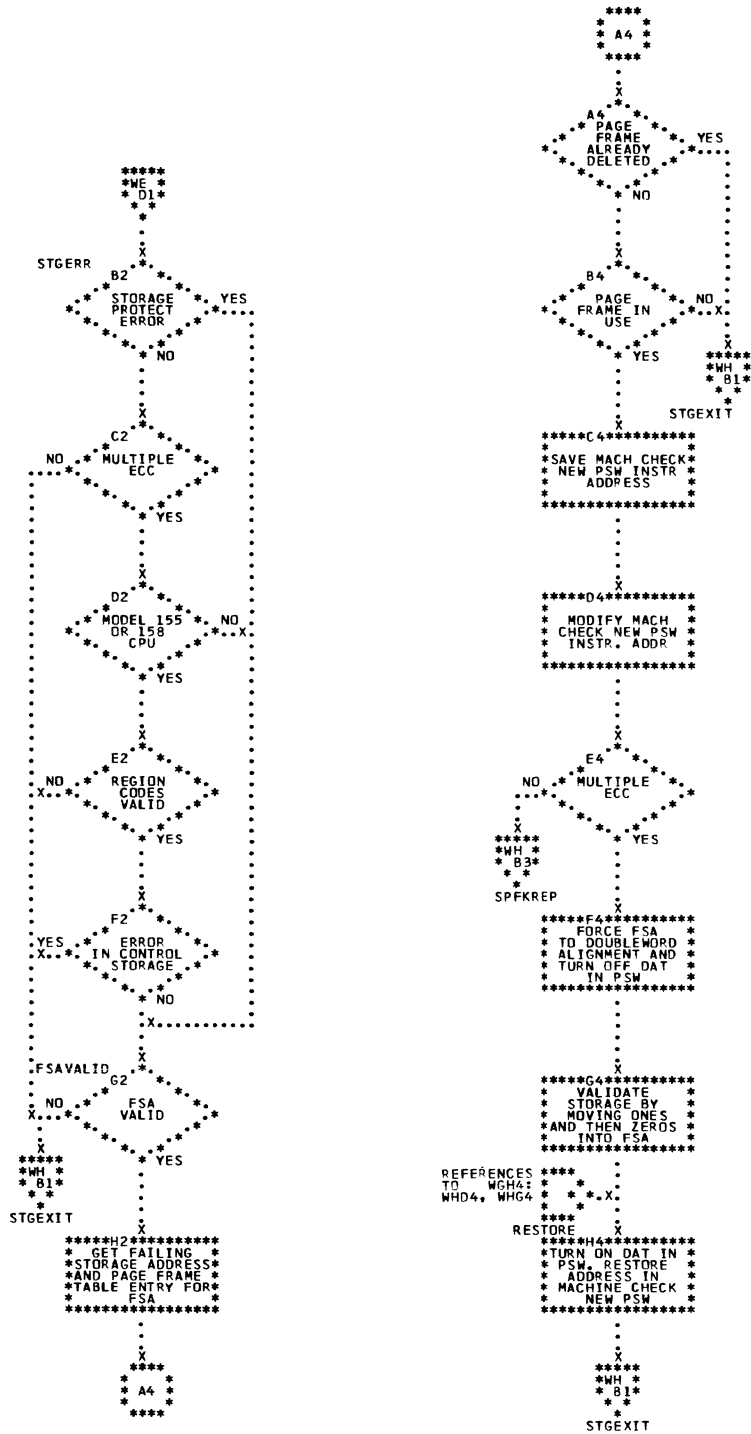 WE
D1
STGERR
B2
STORAGE
PROTECT
ERROR
YES
NO
C2
MULTIPLE
ECC
NO
YES
D2
MODEL 155
OR 158
CPU
NO
YES
E2
REGION
CODES
VALID
NO
YES
F2
ERROR
IN CONTROL
STORAGE
YES
NO
FSAVALID
G2
FSA
VALID
NO
YES
WH
B1
STGEXIT
H2
GET FAILING
STORAGE ADDRESS
AND PAGE FRAME
TABLE ENTRY FOR
FSA
A4
A4
A4
PAGE
FRAME
ALREADY
DELETED
YES
NO
B4
PAGE
FRAME IN
USE
NO
YES
WH
B1
STGEXIT
C4
SAVE MACH CHECK
NEW PSW INSTR
ADDRESS
D4
MODIFY MACH
CHECK NEW PSW
INSTR. ADDR
E4
MULTIPLE
ECC
NO
YES
WH
B3
SPFKREP
F4
FORCE FSA
TO DOUBLEWORD
ALIGNMENT AND
TURN OFF DAT
IN PSW
G4
VALIDATE
STORAGE BY
MOVING ONES
AND THEN ZEROS
INTO FSA
REFERENCES
TO WGH4:
WHD4, WHG4
RESTORE
H4
TURN ON DAT IN
PSW. RESTORE
ADDRESS IN
MACHINE CHECK
NEW PSW
WH
B1
STGEXIT